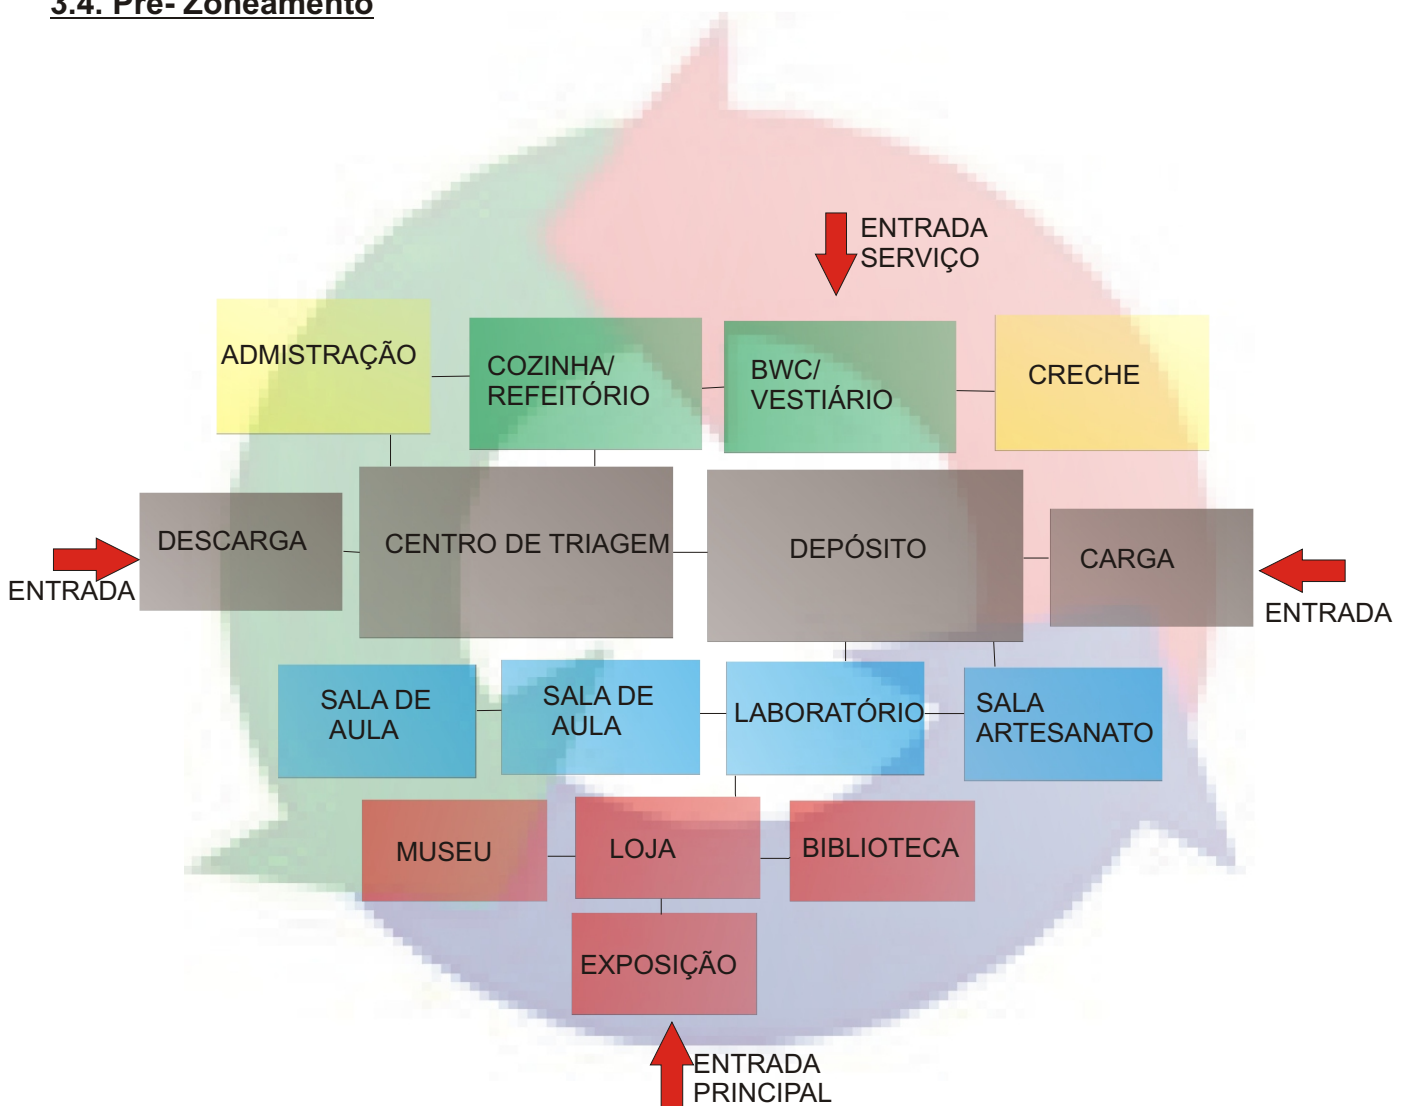 3.4. Pré- Zoneamento
ENTRADA
SERVIÇO
ADMISTRAÇÃO
COZINHA/
REFEITÓRIO
BWC/
VESTIÁRIO
CRECHE
DESCARGA
CENTRO DE TRIAGEM
DEPÓSITO
CARGA
ENTRADA
ENTRADA
SALA DE
AULA
SALA DE
AULA
LABORATÓRIO
SALA
ARTESANATO
MUSEU
LOJA
BIBLIOTECA
EXPOSIÇÃO
ENTRADA
PRINCIPAL